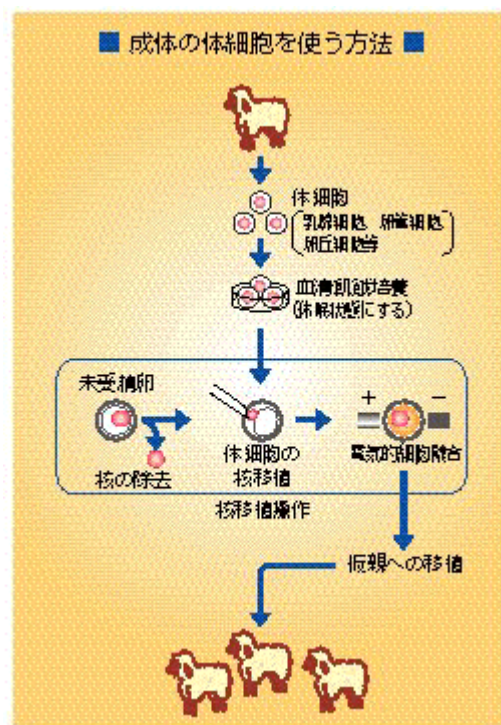 ■ 成体の体細胞を使う方法 ■
体細胞
乳腺細胞 卵管細胞
卵丘細胞等
血清飢餓培養
(休眠状態にする)
未受精卵
核の除去
体細胞の
核移植
+ −
電気的細胞融合
核移植操作
仮親への移植